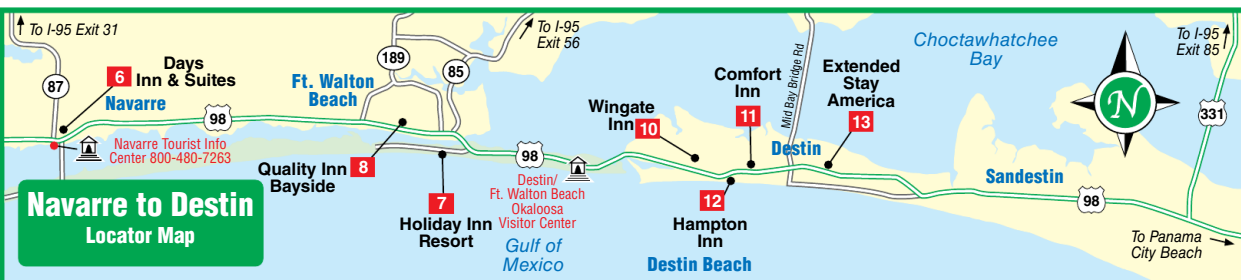 To I-95 Exit 31
87
6
Days
Inn & Suites
Navarre
98
Navarre Tourist Info
Center 800-480-7263
Navarre to Destin
Locator Map
Ft. Walton
Beach
189
85
To I-95
Exit 56
Quality Inn
Bayside
8
7
Holiday Inn
Resort
98
Destin/
Ft. Walton Beach
Okaloosa
Visitor Center
Gulf of
Mexico
Wingate
Inn
10
Comfort
Inn
11
12
Hampton
Inn
Destin Beach
Mid Bay Bridge Rd
Destin
Extended
Stay
America
13
Choctawhatchee
Bay
Sandestin
98
N
To I-95
Exit 85
331
To Panama
City Beach